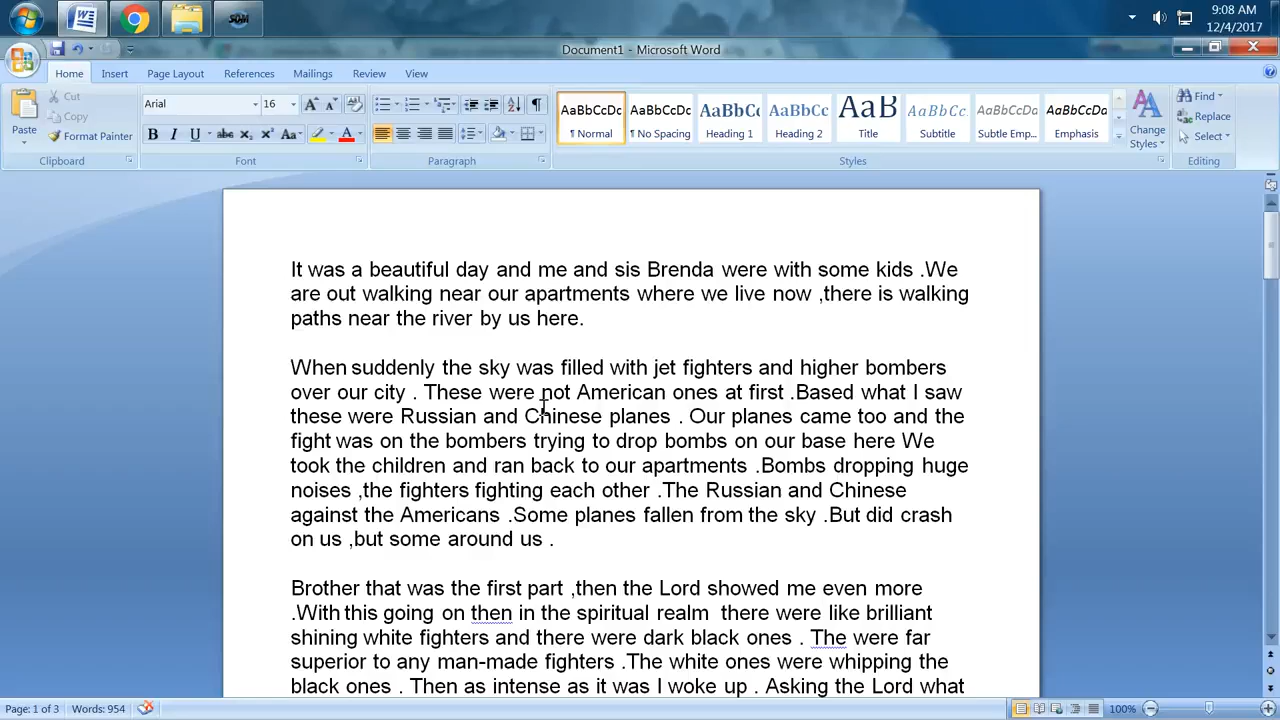 9:08 AM
12/4/2017
Document1 - Microsoft Word
Home Insert Page Layout References Mailings Review View
Paste
Cut
Copy
Format Painter
Clipboard
Arial 16
B I U abc x₂ x² Aa
Font
Paragraph
AaBbCcDc AaBbCcDc AaBbC AaBbCc AaB AaBbCc. AaBbCcDc AaBbCcDc
¶ Normal ¶ No Spacing Heading 1 Heading 2 Title Subtitle Subtle Emp... Emphasis
Change
Styles
Styles
Find
Replace
Select
Editing
It was a beautiful day and me and sis Brenda were with some kids .We
are out walking near our apartments where we live now ,there is walking
paths near the river by us here.
When suddenly the sky was filled with jet fighters and higher bombers
over our city . These were not American ones at first .Based what I saw
these were Russian and Chinese planes . Our planes came too and the
fight was on the bombers trying to drop bombs on our base here We
took the children and ran back to our apartments .Bombs dropping huge
noises ,the fighters fighting each other .The Russian and Chinese
against the Americans .Some planes fallen from the sky .But did crash
on us ,but some around us .
Brother that was the first part ,then the Lord showed me even more
.With this going on then in the spiritual realm  there were like brilliant
shining white fighters and there were dark black ones . The were far
superior to any man-made fighters .The white ones were whipping the
black ones . Then as intense as it was I woke up . Asking the Lord what
Page: 1 of 3 Words: 954 100%